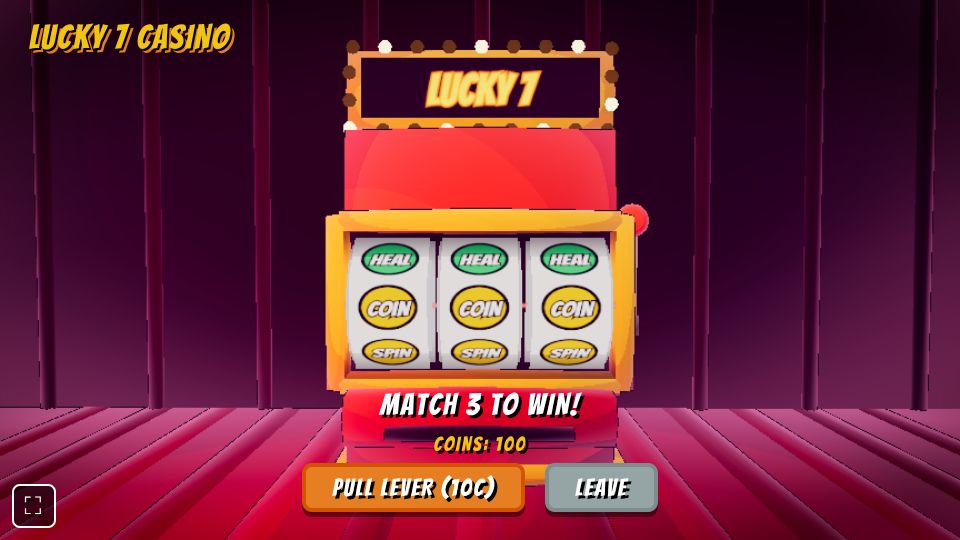 LUCKY 7 CASINO
LUCKY 7
HEAL HEAL HEAL
COIN COIN COIN
SPIN SPIN SPIN
MATCH 3 TO WIN!
COINS: 100
PULL LEVER (10C) LEAVE